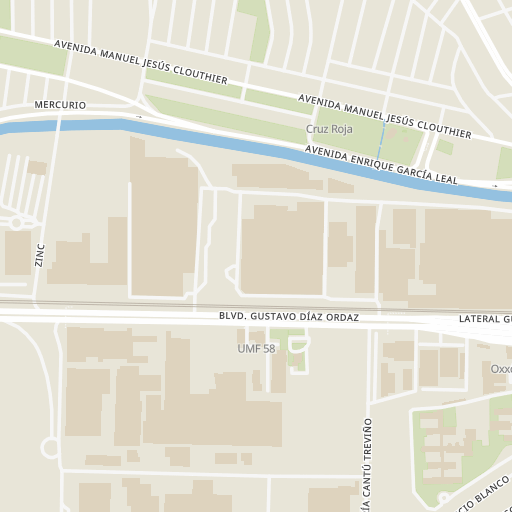 AVENIDA MANUEL JESÚS CLOUTHIER
AVENIDA MANUEL JESÚS CLOUTHIER
MERCURIO
Cruz Roja
AVENIDA ENRIQUE GARCÍA LEAL
ZINC
BLVD. GUSTAVO DÍAZ ORDAZ
LATERAL GU
UMF 58
Oxxo
ÍA CANTÚ TREVIÑO
CIO BLANCO